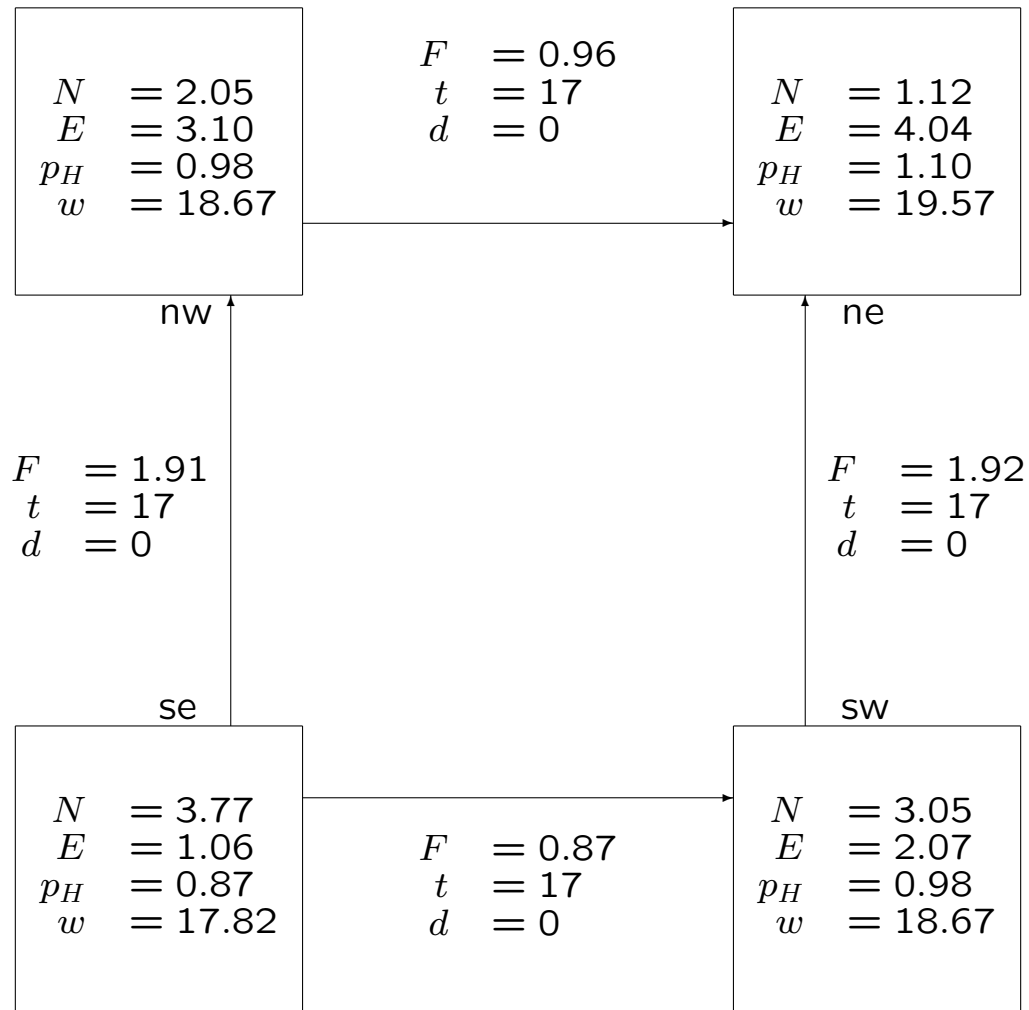 N = 2.05
E = 3.10
p_H = 0.98
w = 18.67
nw
F = 0.96
t = 17
d = 0
N = 1.12
E = 4.04
p_H = 1.10
w = 19.57
ne
F = 1.91
t = 17
d = 0
F = 1.92
t = 17
d = 0
se
N = 3.77
E = 1.06
p_H = 0.87
w = 17.82
F = 0.87
t = 17
d = 0
sw
N = 3.05
E = 2.07
p_H = 0.98
w = 18.67